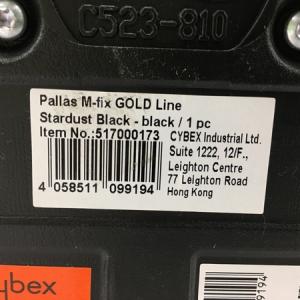 C523-810
Pallas M-fix GOLD Line
Stardust Black - black / 1 pc
Item No.:517000173
CYBEX Industrial Ltd.
Suite 1222, 12/F.,
Leighton Centre
77 Leighton Road
Hong Kong
4 058511 099194
ybex
99194